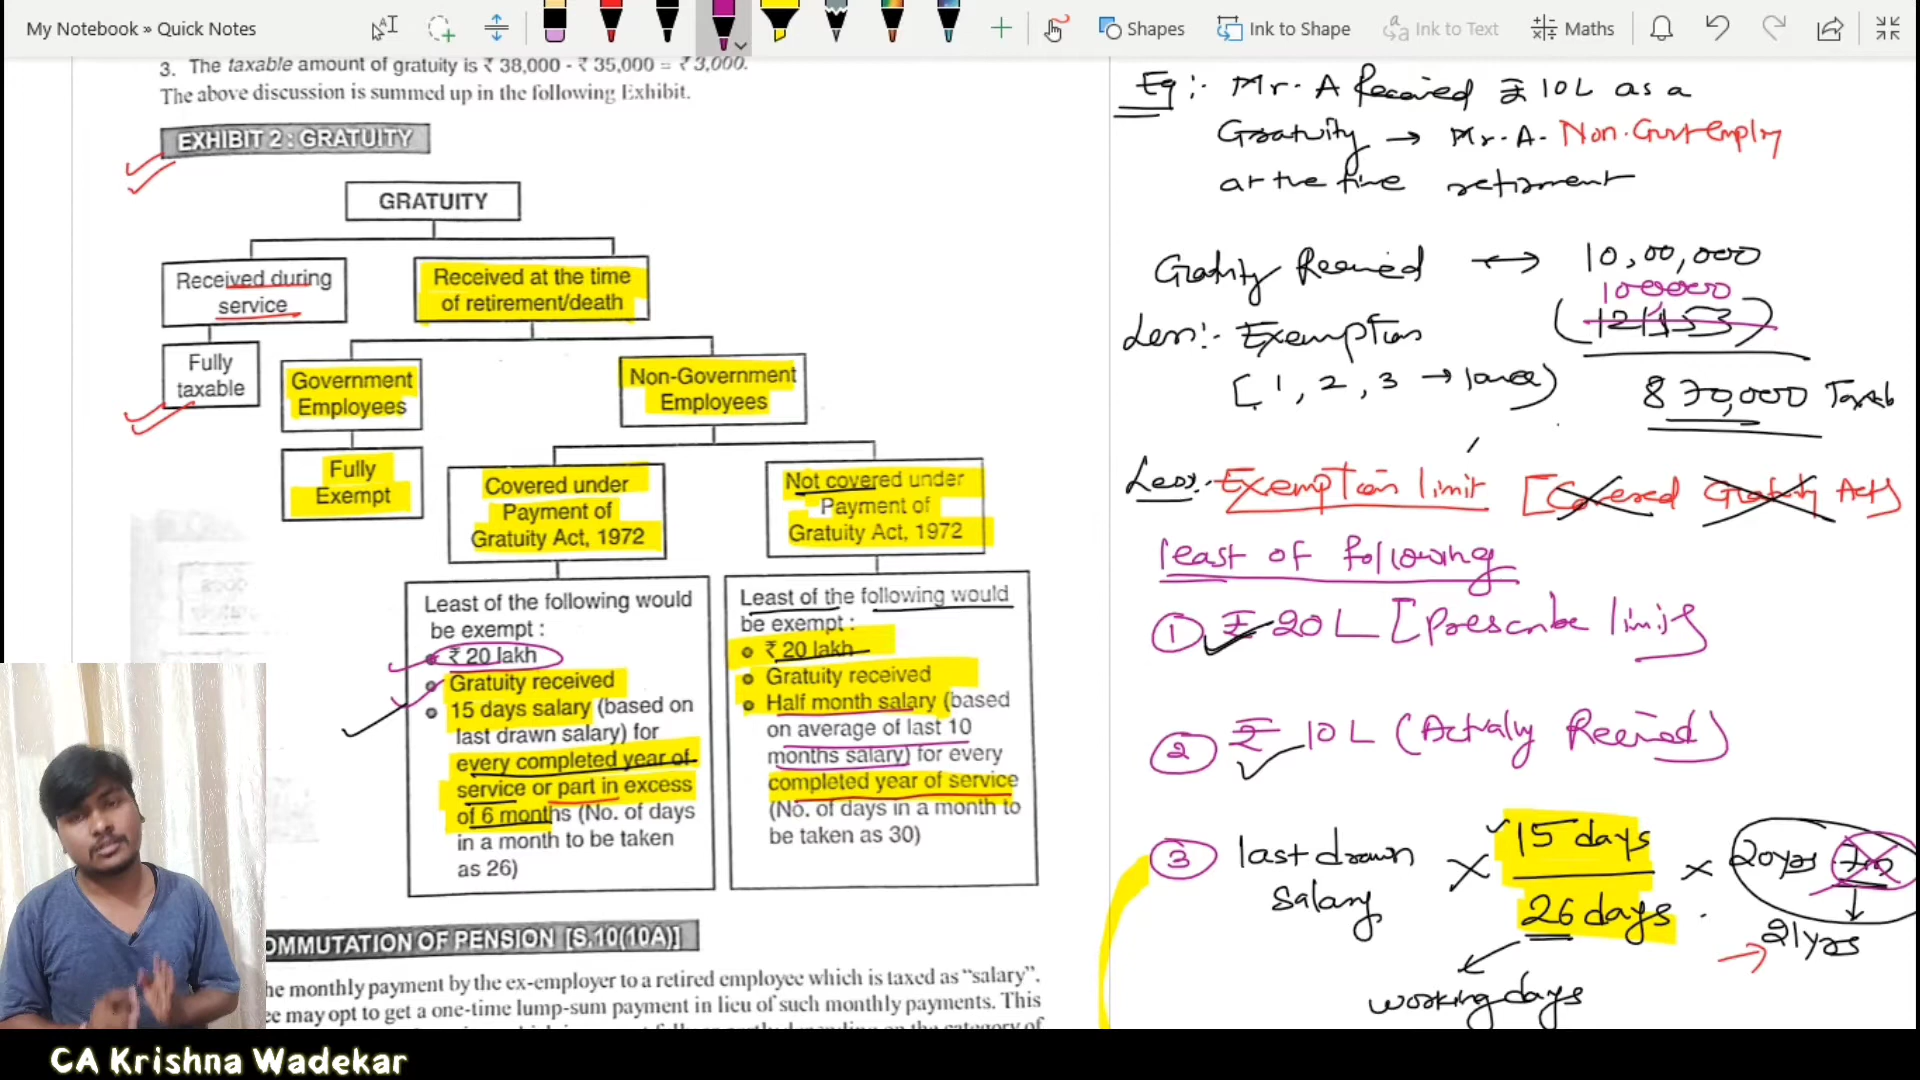 My Notebook » Quick Notes
Shapes
Ink to Shape
Ink to Text
Maths
3. The taxable amount of gratuity is ₹ 38,000 - ₹ 35,000 = ₹ 3,000.
The above discussion is summed up in the following Exhibit.
EXHIBIT 2 : GRATUITY
GRATUITY
Received during
service
Received at the time
of retirement/death
Fully
taxable
Government
Employees
Non-Government
Employees
Fully
Exempt
Covered under
Payment of
Gratuity Act, 1972
Not covered under
Payment of
Gratuity Act, 1972
Least of the following would
be exempt :
₹ 20 lakh
Gratuity received
15 days salary (based on
last drawn salary) for
every completed year of
service or part in excess
of 6 months (No. of days
in a month to be taken
as 26)
Least of the following would
be exempt :
₹ 20 lakh
Gratuity received
Half month salary (based
on average of last 10
months salary) for every
completed year of service
(No. of days in a month to
be taken as 30)
OMMUTATION OF PENSION [S.10(10A)]
he monthly payment by the ex-employer to a retired employee which is taxed as “salary”.
ee may opt to get a one-time lump-sum payment in lieu of such monthly payments. This
Eg :- Mr. A Received ₹ 10 L as a
Gratuity → Mr. A.
at the time retirment
Gratuity Received ↔ 10,00,000
100000
(121153)
Less :- Exemption
[ 1, 2, 3 →
870,000
Less :- Exemption limit [Covered Gratuity Act]
least of following
1 ₹ 20 L [Prescribe limit]
2 ₹ 10 L (Actualy Received)
3 last drawn salary × 15 days / 26 days × 20yrs
21yrs
working days
CA Krishna Wadekar